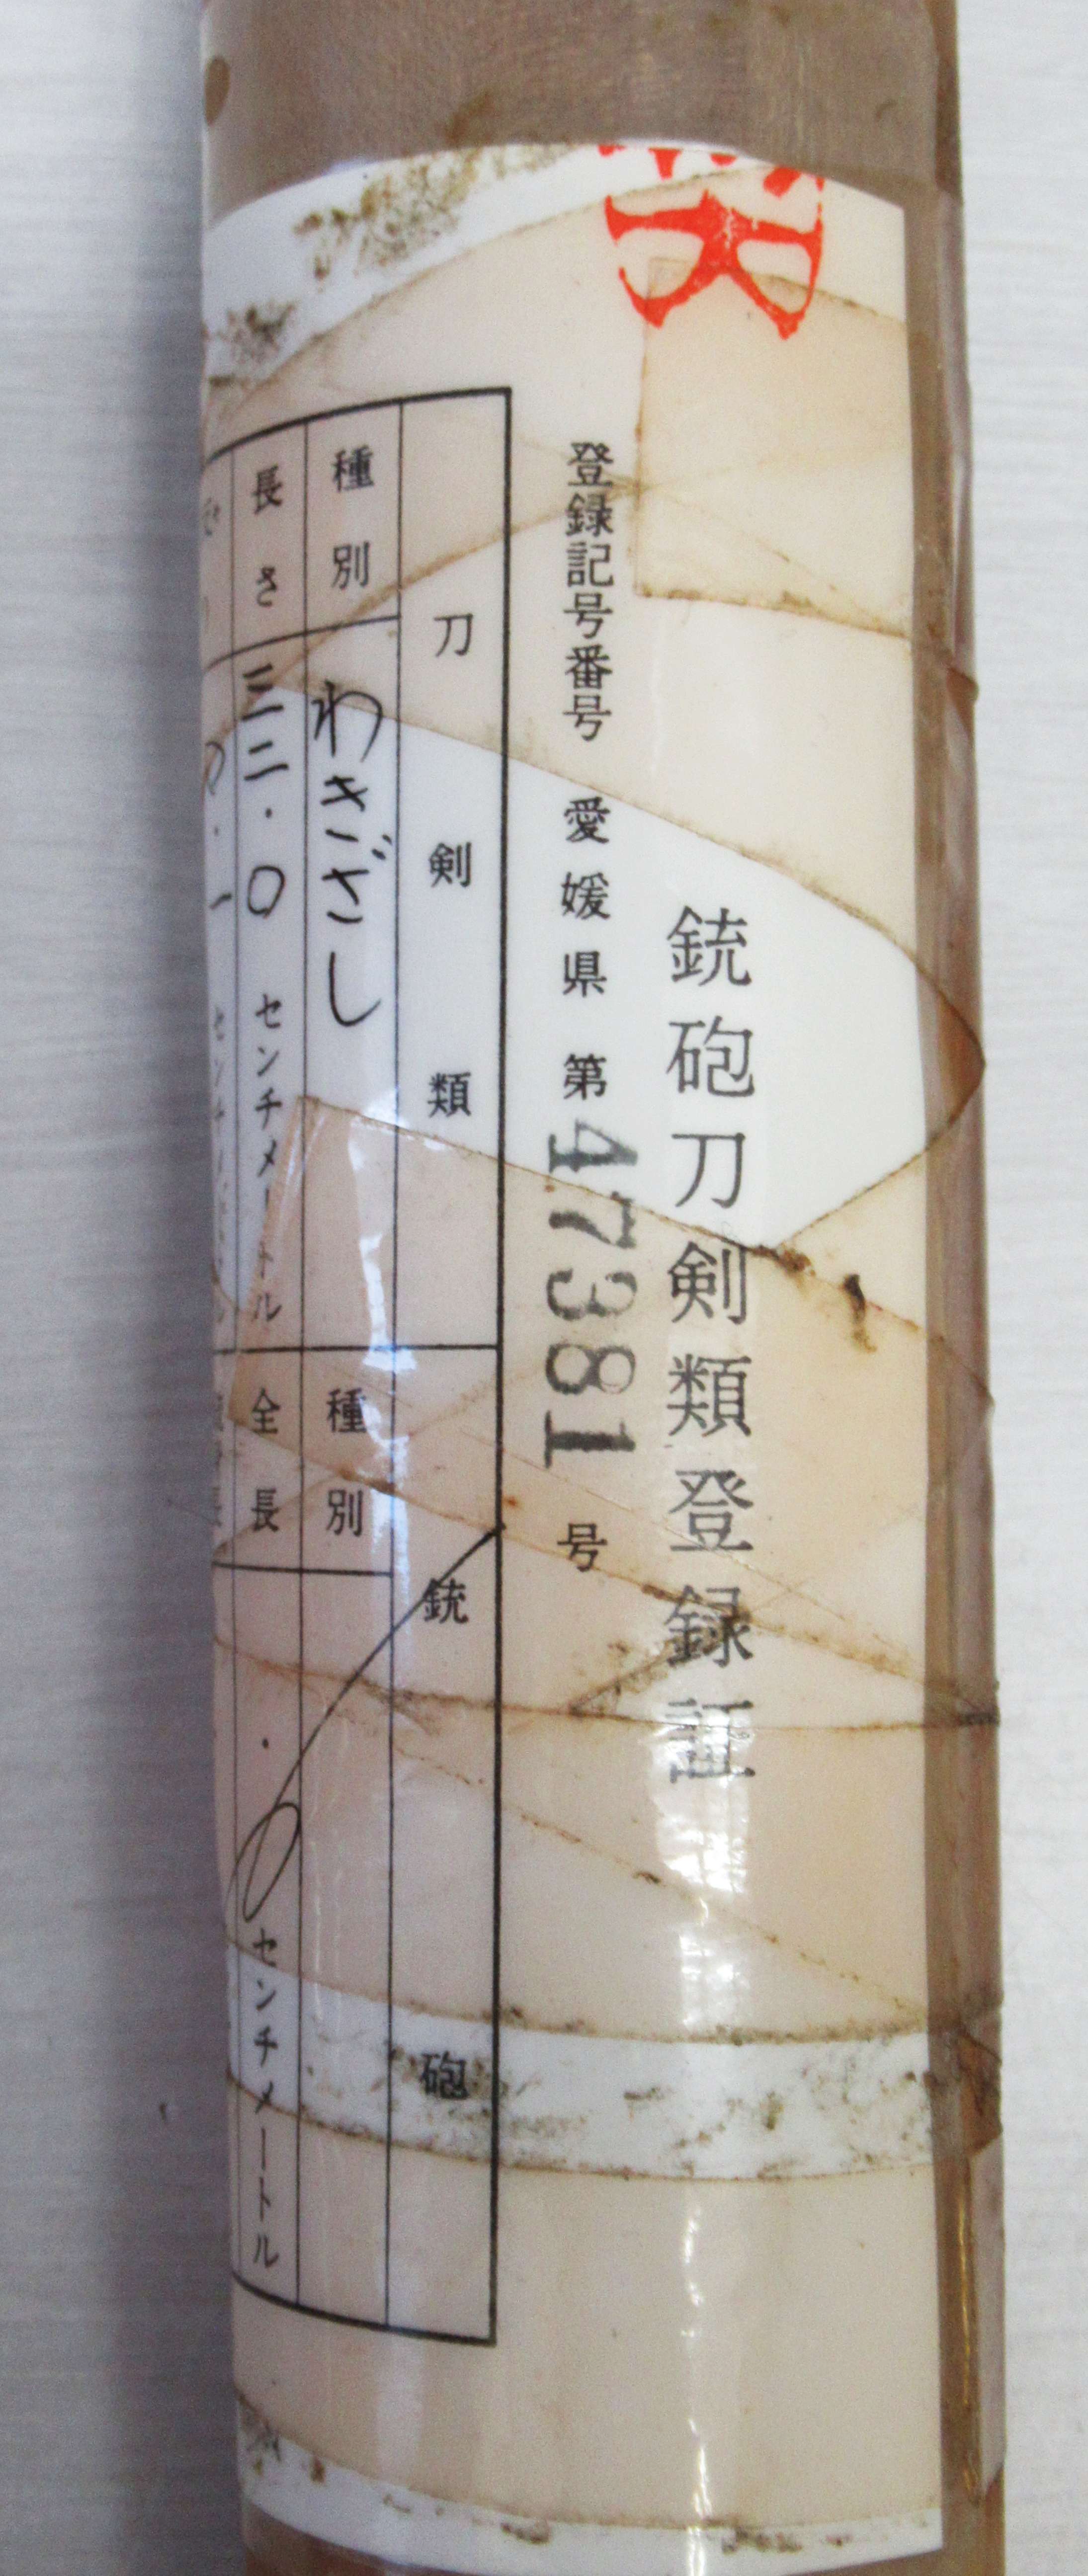 銃砲刀剣類登録証
登録記号番号 愛媛県 第47381号
刀剣類
銃砲
種別 わきざし
種別
長さ 三二・〇 センチメートル
全長 ・ センチメートル